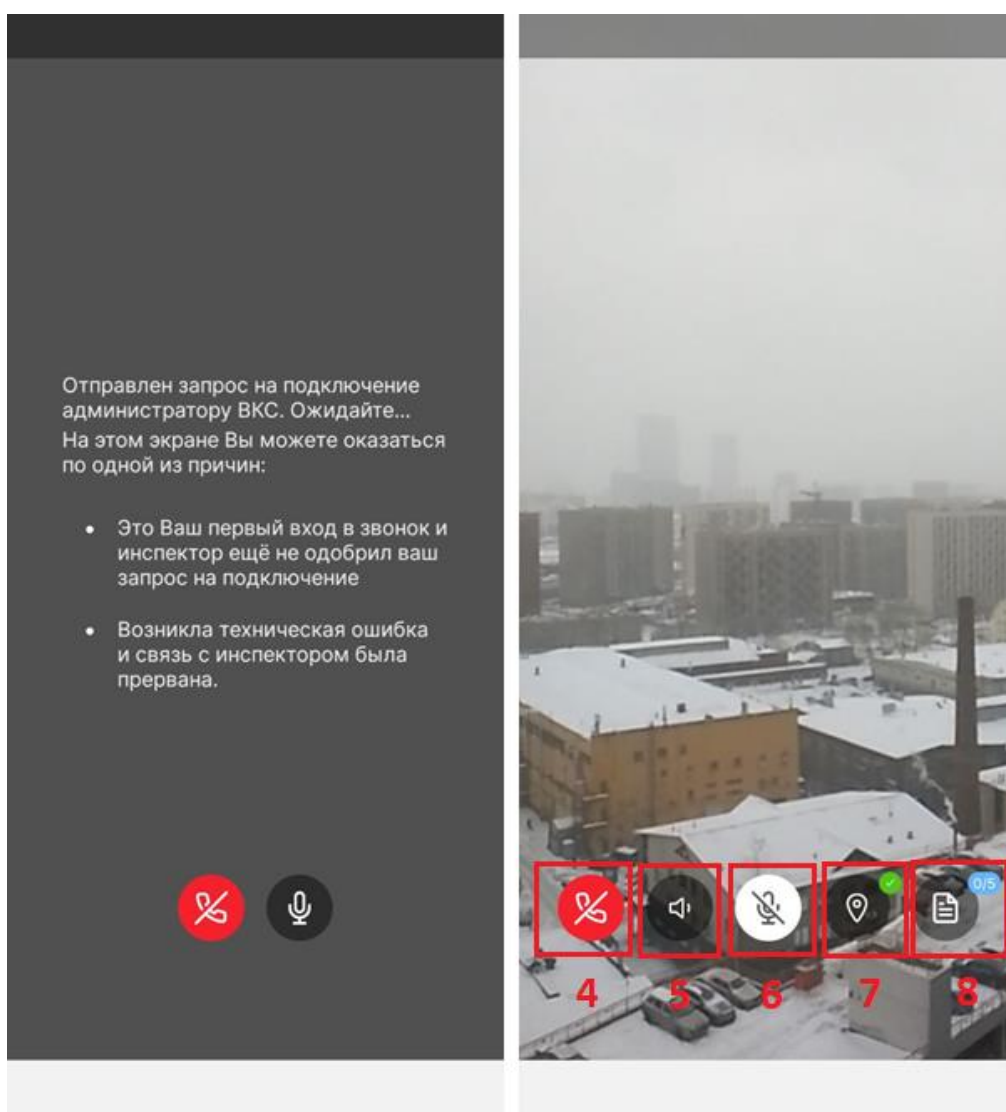 Отправлен запрос на подключение
администратору ВКС. Ожидайте...
На этом экране Вы можете оказаться
по одной из причин:
• Это Ваш первый вход в звонок и
инспектор ещё не одобрил ваш
запрос на подключение
• Возникла техническая ошибка
и связь с инспектором была
прервана.
0/5
4 5 6 7 8